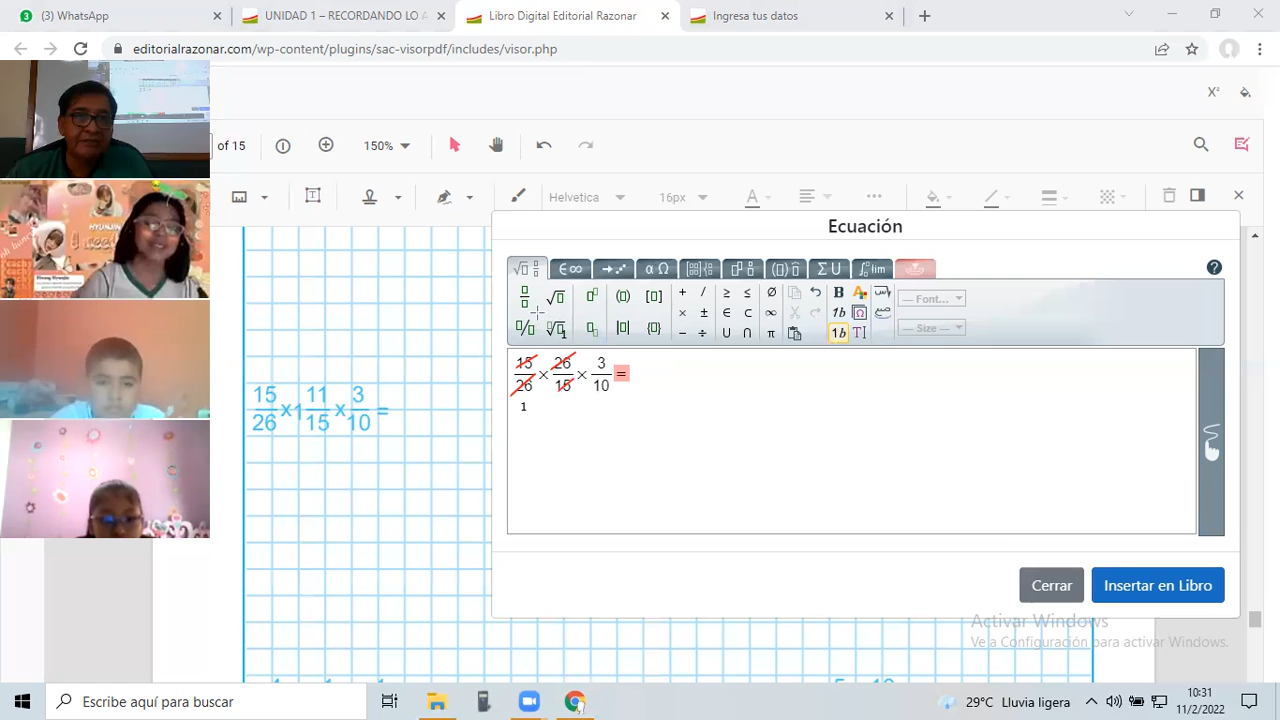 (3) WhatsApp
UNIDAD 1 – RECORDANDO LO A
Libro Digital Editorial Razonar
Ingresa tus datos
editorialrazonar.com/wp-content/plugins/sac-visorpdf/includes/visor.pdf
X²
of 15
150%
Helvetica
16px
Ecuación
— Font...
— Size —
15/26 × 26/15 × 3/10 =
1
15/26 x1 11/15 x 3/10 =
Cerrar
Insertar en Libro
Activar Windows
Ve a Configuración para activar Windows.
Escribe aquí para buscar
29°C Lluvia ligera
10:31
11/2/2022